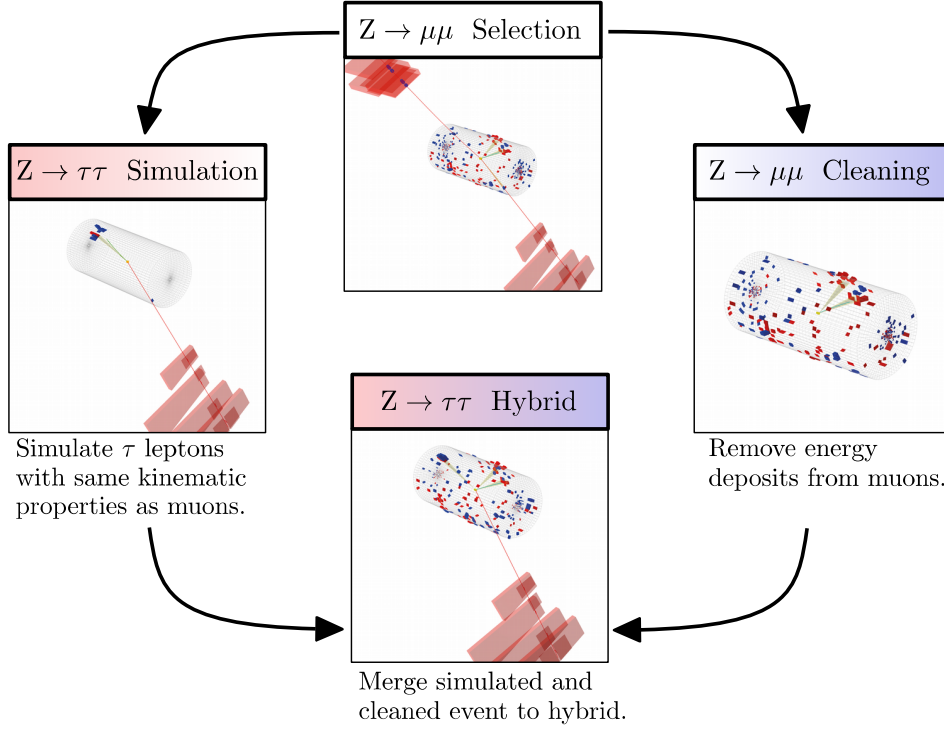 Z → μμ Selection
Z → ττ Simulation
Z → μμ Cleaning
Simulate τ leptons
with same kinematic
properties as muons.
Remove energy
deposits from muons.
Z → ττ Hybrid
Merge simulated and
cleaned event to hybrid.